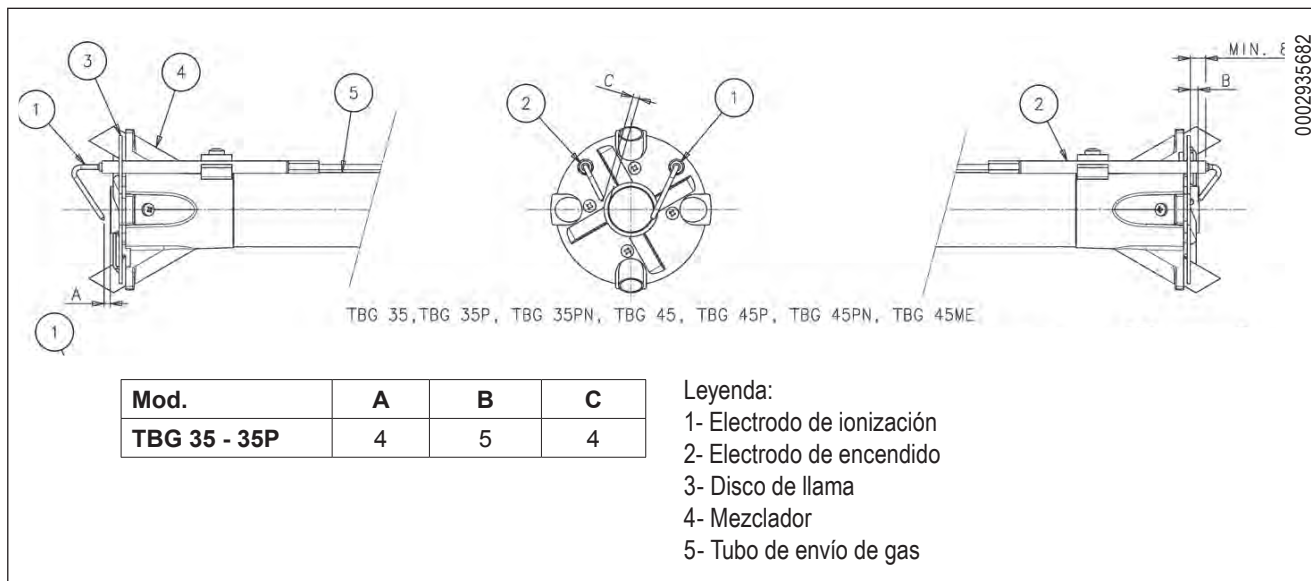 3
4
5
1
2
C
1
2
MIN. 8
B
0002935682
A
1
TBG 35,TBG 35P, TBG 35PN, TBG 45, TBG 45P, TBG 45PN, TBG 45ME
Mod. A B C
TBG 35 - 35P 4 5 4
Leyenda:
1- Electrodo de ionización
2- Electrodo de encendido
3- Disco de llama
4- Mezclador
5- Tubo de envío de gas